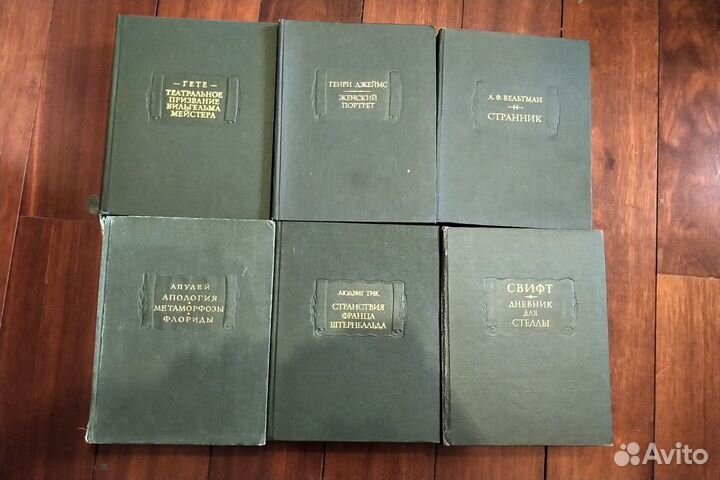 ГЕТЕ
ТЕАТРАЛЬНОЕ
ПРИЗВАНИЕ
ВИЛЬГЕЛЬМА
МЕЙСТЕРА
ГЕНРИ ДЖЕЙМС
ЖЕНСКИЙ
ПОРТРЕТ
А. Ф. ВЕЛЬТМАН
СТРАННИК
АПУЛЕЙ
АПОЛОГИЯ
МЕТАМОРФОЗЫ
ФЛОРИДЫ
ЛЮДВИГ ТИК
СТРАНСТВИЯ
ФРАНЦА
ШТЕРНБАЛЬДА
СВИФТ
ДНЕВНИК
ДЛЯ
СТЕЛЛЫ
Avito